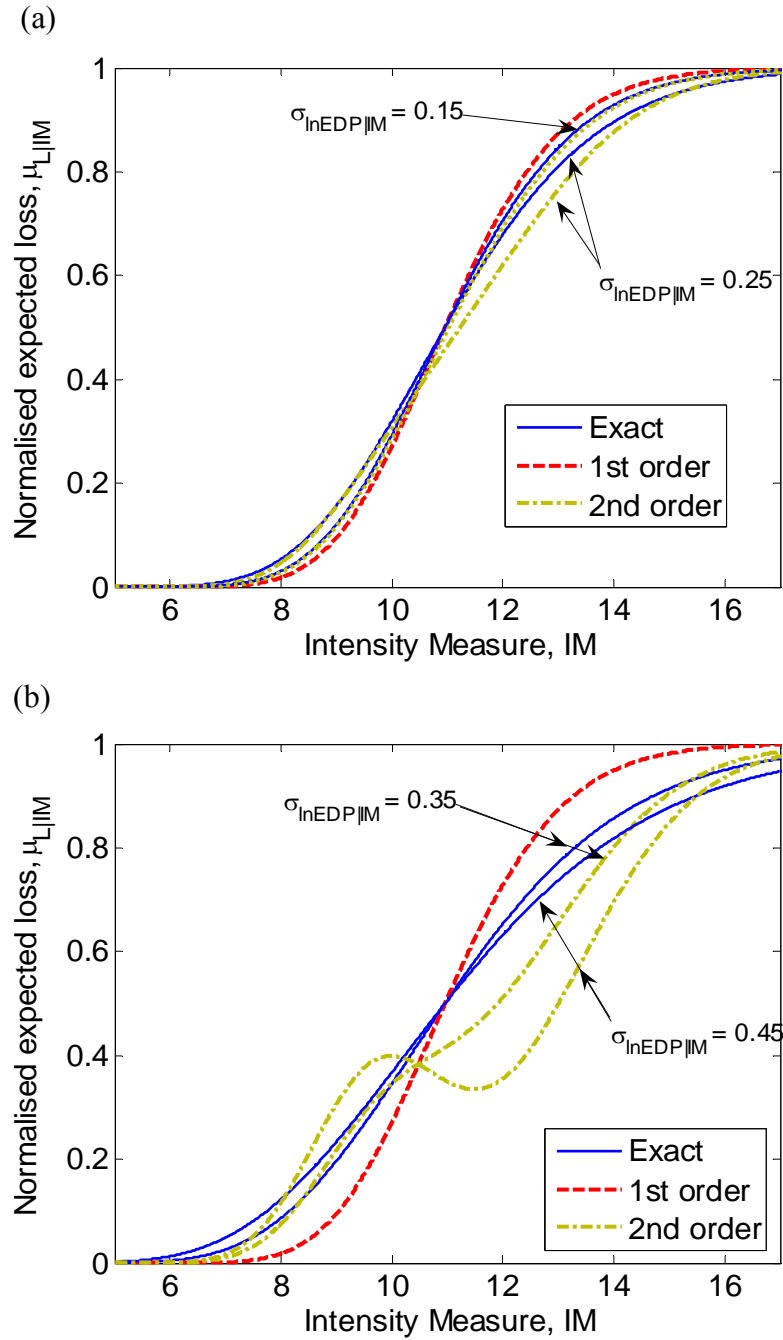 (a)
1
0.8
0.6
0.4
0.2
0
Normalised expected loss, μL|IM
σlnEDP|IM = 0.15
σlnEDP|IM = 0.25
Exact
1st order
2nd order
6 8 10 12 14 16
Intensity Measure, IM
(b)
1
0.8
0.6
0.4
0.2
0
Normalised expected loss, μL|IM
σlnEDP|IM = 0.35
σlnEDP|IM = 0.45
Exact
1st order
2nd order
6 8 10 12 14 16
Intensity Measure, IM